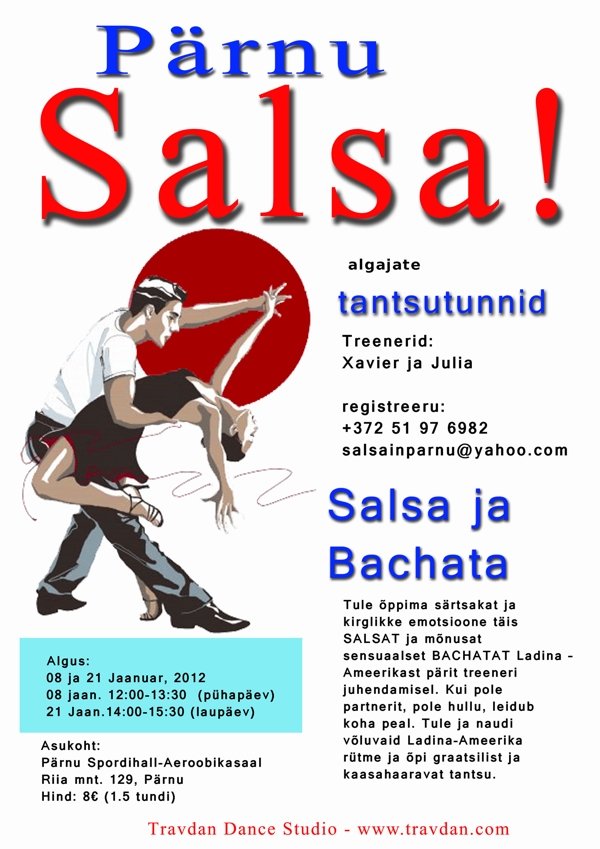 Pärnu
Salsa!
algajate
tantsutunnid
Treenerid:
Xavier ja Julia
registreeru:
+372 51 97 6982
salsainparnu@yahoo.com
Salsa ja
Bachata
Tule õppima särtsakat ja
kirglikke emotsioone täis
SALSAT ja mõnusat
sensuaalset BACHATAT Ladina -
Ameerikast pärit treeneri
juhendamisel. Kui pole
partnerit, pole hullu, leidub
koha peal. Tule ja naudi
võluvaid Ladina-Ameerika
rütme ja õpi graatsilist ja
kaasahaaravat tantsu.
Algus:
08 ja 21 Jaanuar, 2012
08 jaan. 12:00-13:30 (pühapäev)
21 Jaan.14:00-15:30 (laupäev)
Asukoht:
Pärnu Spordihall-Aeroobikasaal
Riia mnt. 129, Pärnu
Hind: 8€ (1.5 tundi)
Travdan Dance Studio - www.travdan.com